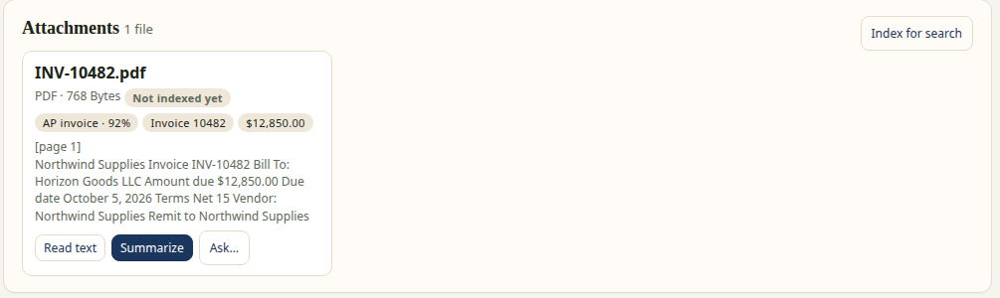 Attachments 1 file
Index for search
INV-10482.pdf
PDF · 768 Bytes Not indexed yet
AP invoice · 92% Invoice 10482 $12,850.00
[page 1]
Northwind Supplies Invoice INV-10482 Bill To:
Horizon Goods LLC Amount due $12,850.00 Due
date October 5, 2026 Terms Net 15 Vendor:
Northwind Supplies Remit to Northwind Supplies
Read text Summarize Ask...